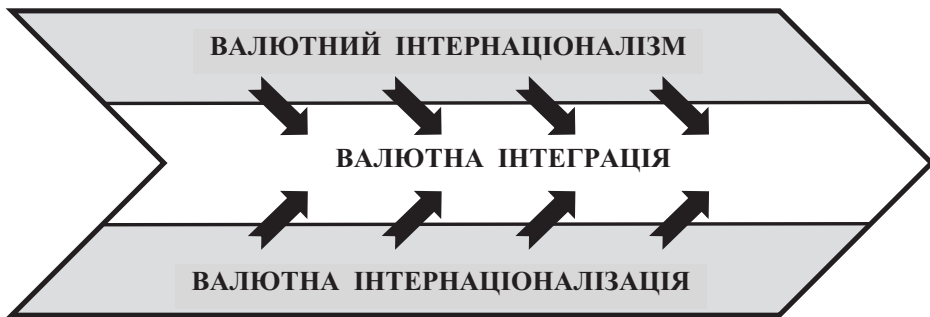 ВАЛЮТНИЙ ІНТЕРНАЦІОНАЛІЗМ
ВАЛЮТНА ІНТЕГРАЦІЯ
ВАЛЮТНА ІНТЕРНАЦІОНАЛІЗАЦІЯ